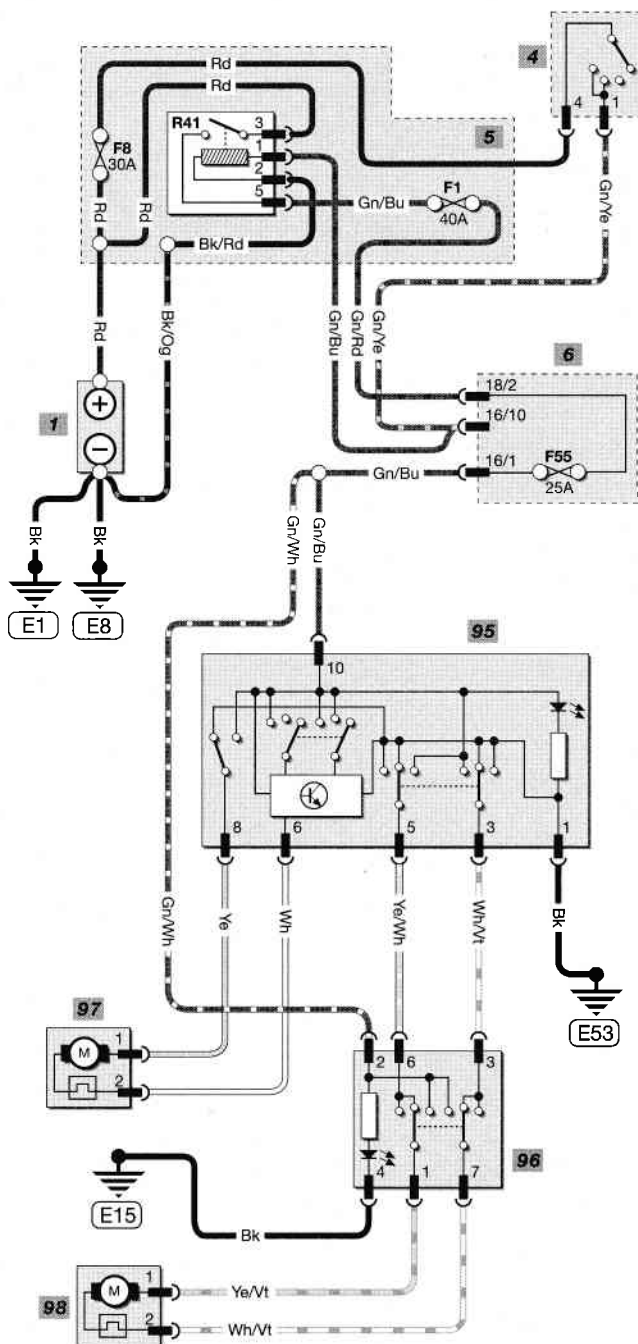 Rd
4
Rd
R41
3
4
1
F8
30A
1
5
2
F1
5
Gn/Bu
40A
Rd
Rd
Bk/Rd
Gn/Ye
Rd
Bk/Og
Gn/Bu
Gn/Rd
Gn/Ye
6
18/2
1
16/10
16/1
F55
Gn/Bu
25A
Bk
Bk
Gn/Wh
Gn/Bu
E1
E8
95
10
8
6
5
3
1
Gn/Wh
Ye
Wh
Ye/Wh
Wh/Vt
Bk
97
E53
M
1
2
2
6
3
96
4
1
7
E15
Bk
M
1
Ye/Vt
98
2
Wh/Vt